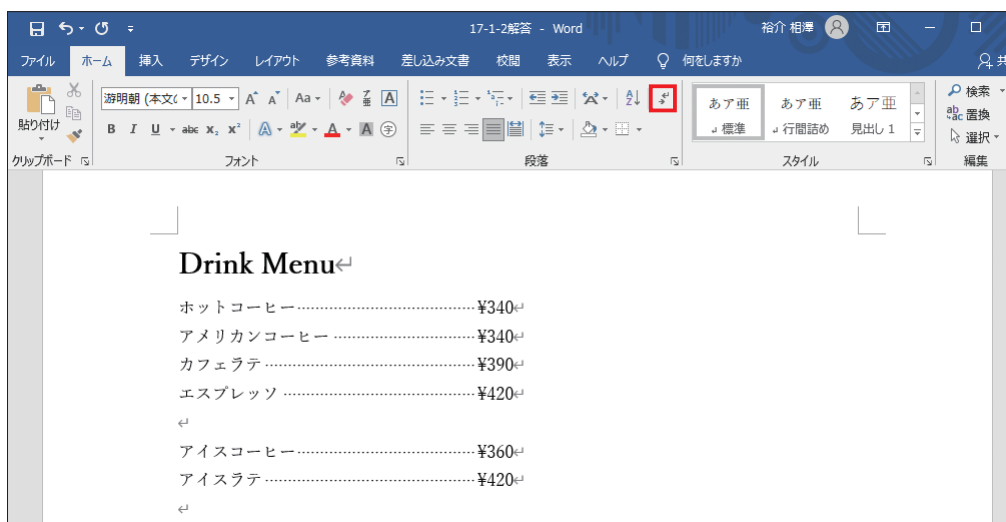 17-1-2解答 - Word
裕介 相澤
ファイル ホーム 挿入 デザイン レイアウト 参考資料 差し込み文書 校閲 表示 ヘルプ 何をしますか
貼り付け
游明朝 (本文 10.5
Aa
A
B I U abc x₂ x²
A A A 字
あア亜 あア亜 あア亜
標準 行間詰め 見出し 1
検索
置換
選択
クリップボード フォント 段落 スタイル 編集
Drink Menu↵
ホットコーヒー……………………………¥340↵
アメリカンコーヒー………………………¥340↵
カフェラテ…………………………………¥390↵
エスプレッソ………………………………¥420↵
↵
アイスコーヒー……………………………¥360↵
アイスラテ…………………………………¥420↵
↵